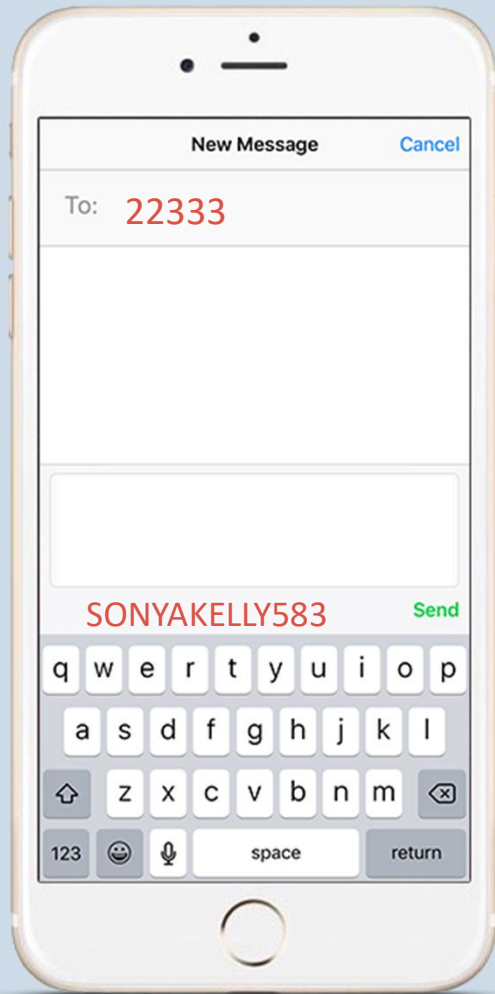 New Message Cancel
To: 22333
SONYAKELLY583 Send
q w e r t y u i o p
a s d f g h j k l
z x c v b n m
123 space return